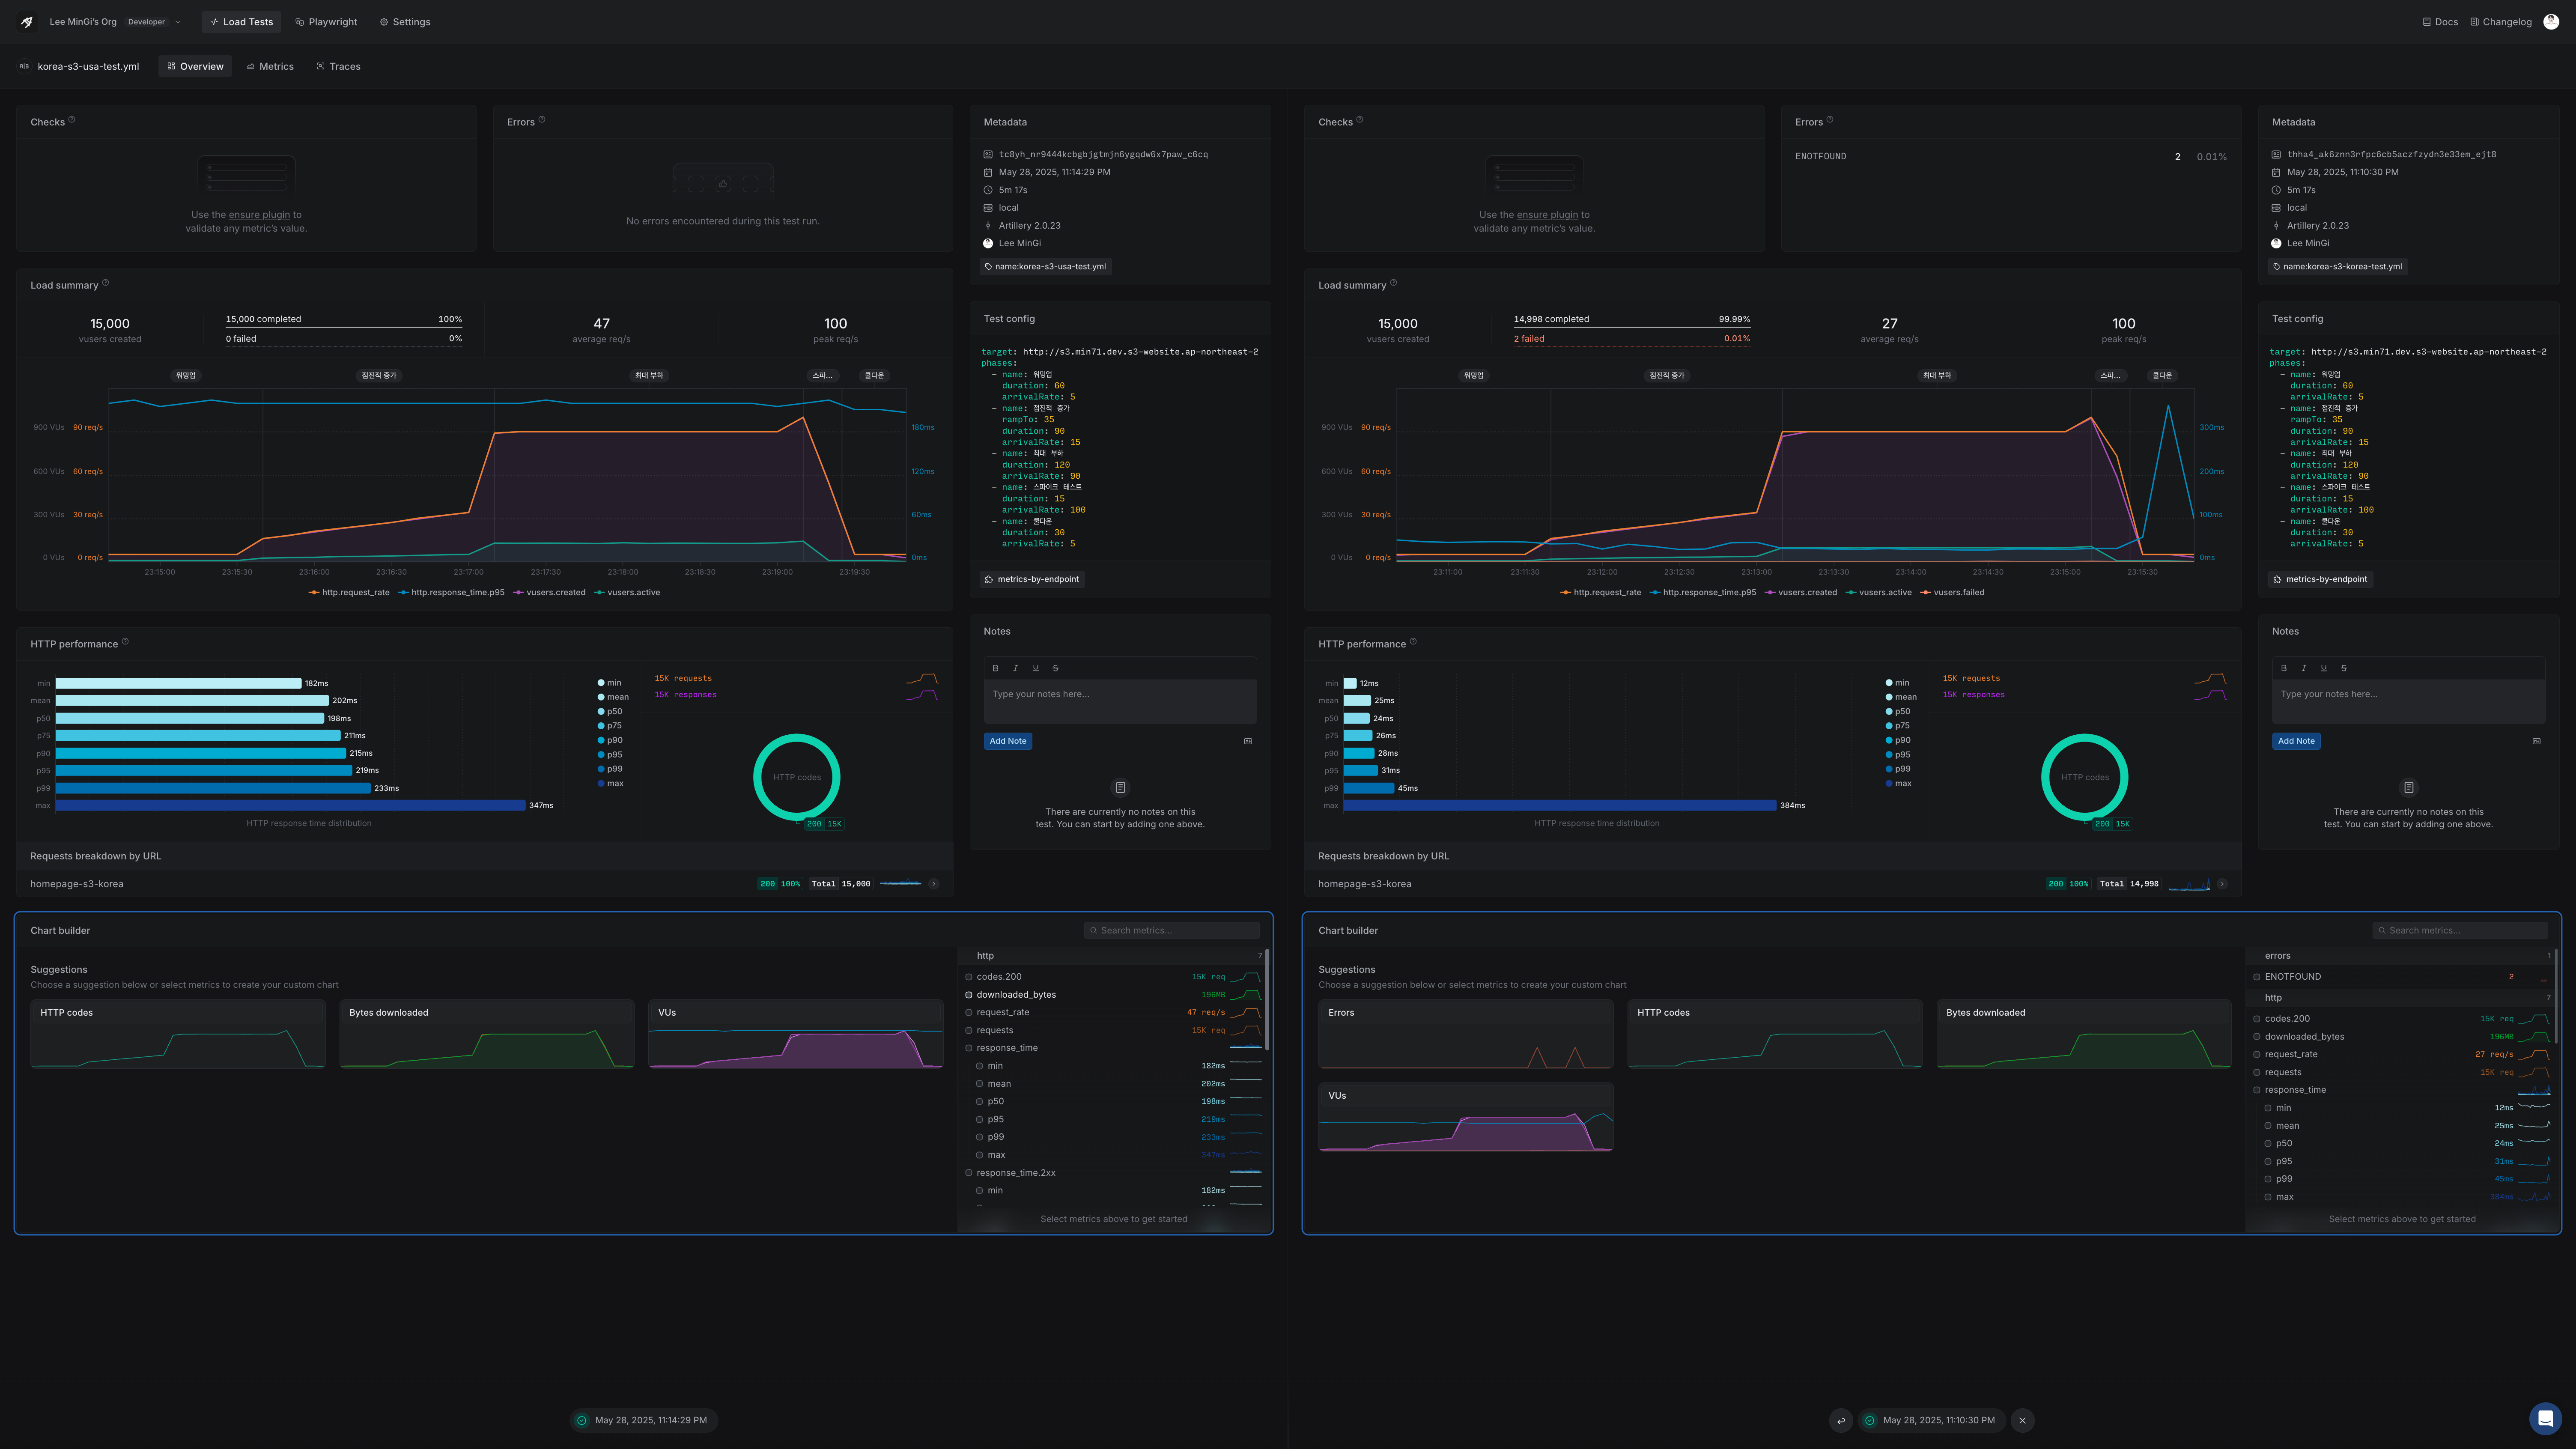 Lee MinGi's Org Developer
Load Tests
Playwright
Settings
Docs
Changelog
A|B korea-s3-usa-test.yml
Overview
Metrics
Traces
Checks
Use the ensure plugin to
validate any metric's value.
Errors
No errors encountered during this test run.
Metadata
tc8yh_nr9444kcbgbjgtmjn6ygqdw6x7paw_c6cq
May 28, 2025, 11:14:29 PM
5m 17s
local
Artillery 2.0.23
Lee MinGi
name:korea-s3-usa-test.yml
Load summary
15,000
vusers created
15,000 completed 100%
0 failed 0%
47
average req/s
100
peak req/s
워밍업 점진적 증가 최대 부하 스파... 쿨다운
900 VUs 90 req/s 180ms
600 VUs 60 req/s 120ms
300 VUs 30 req/s 60ms
0 VUs 0 req/s 0ms
23:15:00 23:15:30 23:16:00 23:16:30 23:17:00 23:17:30 23:18:00 23:18:30 23:19:00 23:19:30
http.request_rate http.response_time.p95 vusers.created vusers.active
Test config
target: http://s3.min71.dev.s3-website.ap-northeast-2
phases:
- name: 워밍업
duration: 60
arrivalRate: 5
- name: 점진적 증가
rampTo: 35
duration: 90
arrivalRate: 15
- name: 최대 부하
duration: 120
arrivalRate: 90
- name: 스파이크 테스트
duration: 15
arrivalRate: 100
- name: 쿨다운
duration: 30
arrivalRate: 5
metrics-by-endpoint
HTTP performance
min 182ms
mean 202ms
p50 198ms
p75 211ms
p90 215ms
p95 219ms
p99 233ms
max 347ms
HTTP response time distribution
min
mean
p50
p75
p90
p95
p99
max
15K requests
15K responses
HTTP codes
200 15K
Requests breakdown by URL
homepage-s3-korea 200 100% Total 15,000
Notes
B I U S
Type your notes here...
Add Note
There are currently no notes on this
test. You can start by adding one above.
Chart builder
Search metrics...
Suggestions
Choose a suggestion below or select metrics to create your custom chart
HTTP codes
Bytes downloaded
VUs
http 7
codes.200 15K req
downloaded_bytes 196MB
request_rate 47 req/s
requests 15K req
response_time
min 182ms
mean 202ms
p50 198ms
p95 219ms
p99 233ms
max 347ms
response_time.2xx
min 182ms
Select metrics above to get started
May 28, 2025, 11:14:29 PM
Checks
Use the ensure plugin to
validate any metric's value.
Errors
ENOTFOUND 2 0.01%
Metadata
thha4_ak6znn3rfpc6cb5aczfzydn3e33em_ejt8
May 28, 2025, 11:10:30 PM
5m 17s
local
Artillery 2.0.23
Lee MinGi
name:korea-s3-korea-test.yml
Load summary
15,000
vusers created
14,998 completed 99.99%
2 failed 0.01%
27
average req/s
100
peak req/s
워밍업 점진적 증가 최대 부하 스파... 쿨다운
900 VUs 90 req/s 300ms
600 VUs 60 req/s 200ms
300 VUs 30 req/s 100ms
0 VUs 0 req/s 0ms
23:11:00 23:11:30 23:12:00 23:12:30 23:13:00 23:13:30 23:14:00 23:14:30 23:15:00 23:15:30
http.request_rate http.response_time.p95 vusers.created vusers.active vusers.failed
Test config
target: http://s3.min71.dev.s3-website.ap-northeast-2
phases:
- name: 워밍업
duration: 60
arrivalRate: 5
- name: 점진적 증가
rampTo: 35
duration: 90
arrivalRate: 15
- name: 최대 부하
duration: 120
arrivalRate: 90
- name: 스파이크 테스트
duration: 15
arrivalRate: 100
- name: 쿨다운
duration: 30
arrivalRate: 5
metrics-by-endpoint
HTTP performance
min 12ms
mean 25ms
p50 24ms
p75 26ms
p90 28ms
p95 31ms
p99 45ms
max 384ms
HTTP response time distribution
min
mean
p50
p75
p90
p95
p99
max
15K requests
15K responses
HTTP codes
200 15K
Requests breakdown by URL
homepage-s3-korea 200 100% Total 14,998
Notes
B I U S
Type your notes here...
Add Note
There are currently no notes on this
test. You can start by adding one above.
Chart builder
Search metrics...
Suggestions
Choose a suggestion below or select metrics to create your custom chart
Errors
HTTP codes
Bytes downloaded
VUs
errors 1
ENOTFOUND 2
http 7
codes.200 15K req
downloaded_bytes 196MB
request_rate 27 req/s
requests 15K req
response_time
min 12ms
mean 25ms
p50 24ms
p95 31ms
p99 45ms
max 384ms
Select metrics above to get started
May 28, 2025, 11:10:30 PM